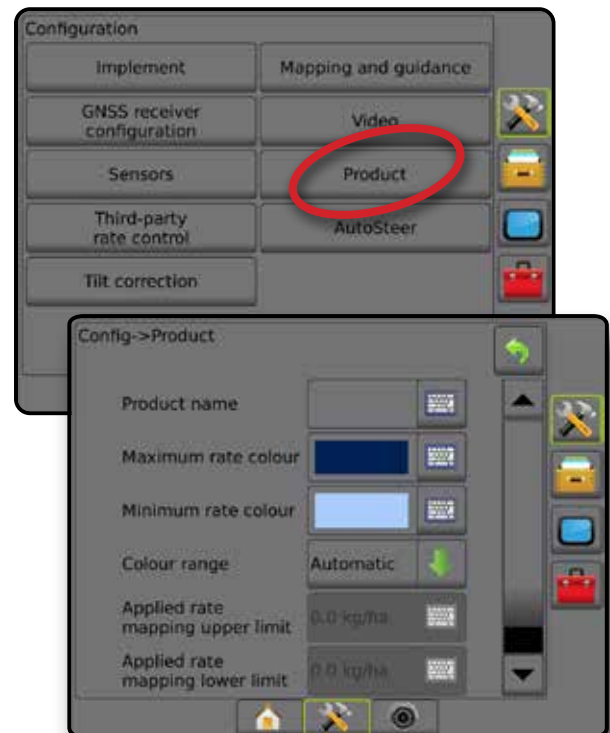 Configuration
Implement
Mapping and guidance
GNSS receiver
configuration
Video
Sensors
Product
Third-party
rate control
AutoSteer
Tilt correction
Config->Product
Product name
Maximum rate colour
Minimum rate colour
Colour range
Automatic
Applied rate
mapping upper limit
0.0 kg/ha
Applied rate
mapping lower limit
0.0 kg/ha